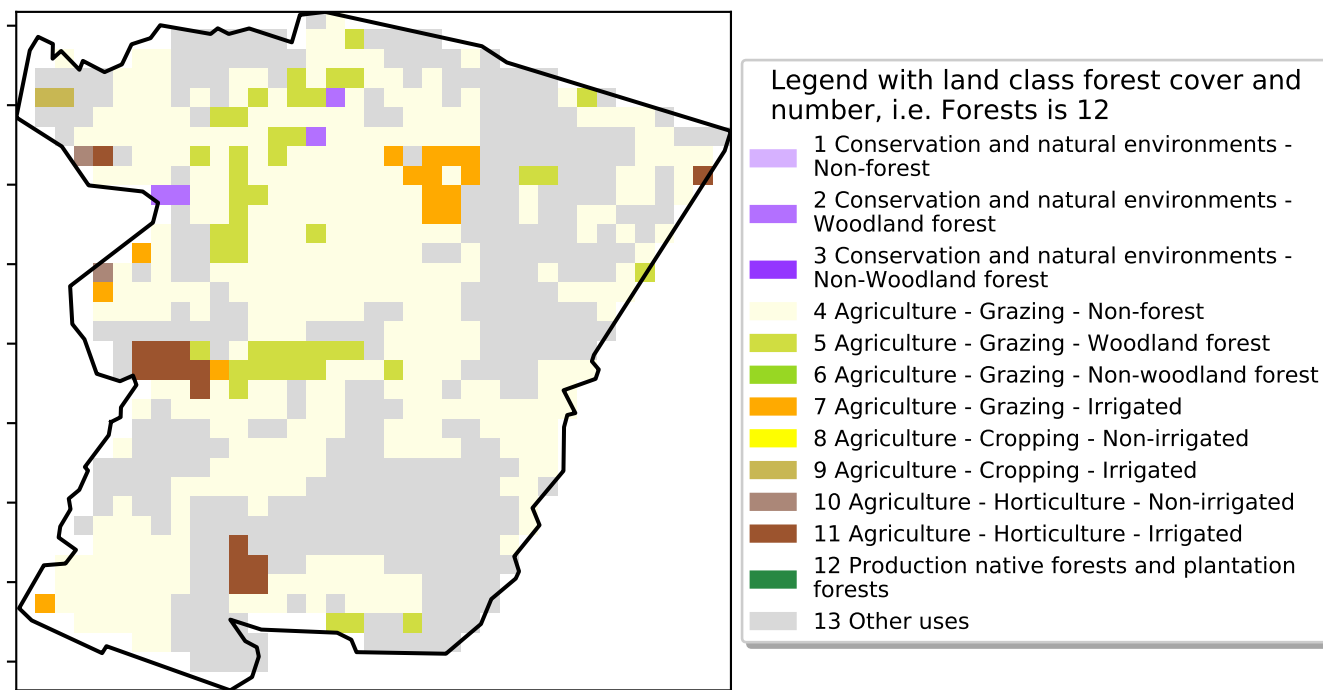 Legend with land class forest cover and
number, i.e. Forests is 12
1 Conservation and natural environments -
Non-forest
2 Conservation and natural environments -
Woodland forest
3 Conservation and natural environments -
Non-Woodland forest
4 Agriculture - Grazing - Non-forest
5 Agriculture - Grazing - Woodland forest
6 Agriculture - Grazing - Non-woodland forest
7 Agriculture - Grazing - Irrigated
8 Agriculture - Cropping - Non-irrigated
9 Agriculture - Cropping - Irrigated
10 Agriculture - Horticulture - Non-irrigated
11 Agriculture - Horticulture - Irrigated
12 Production native forests and plantation
forests
13 Other uses